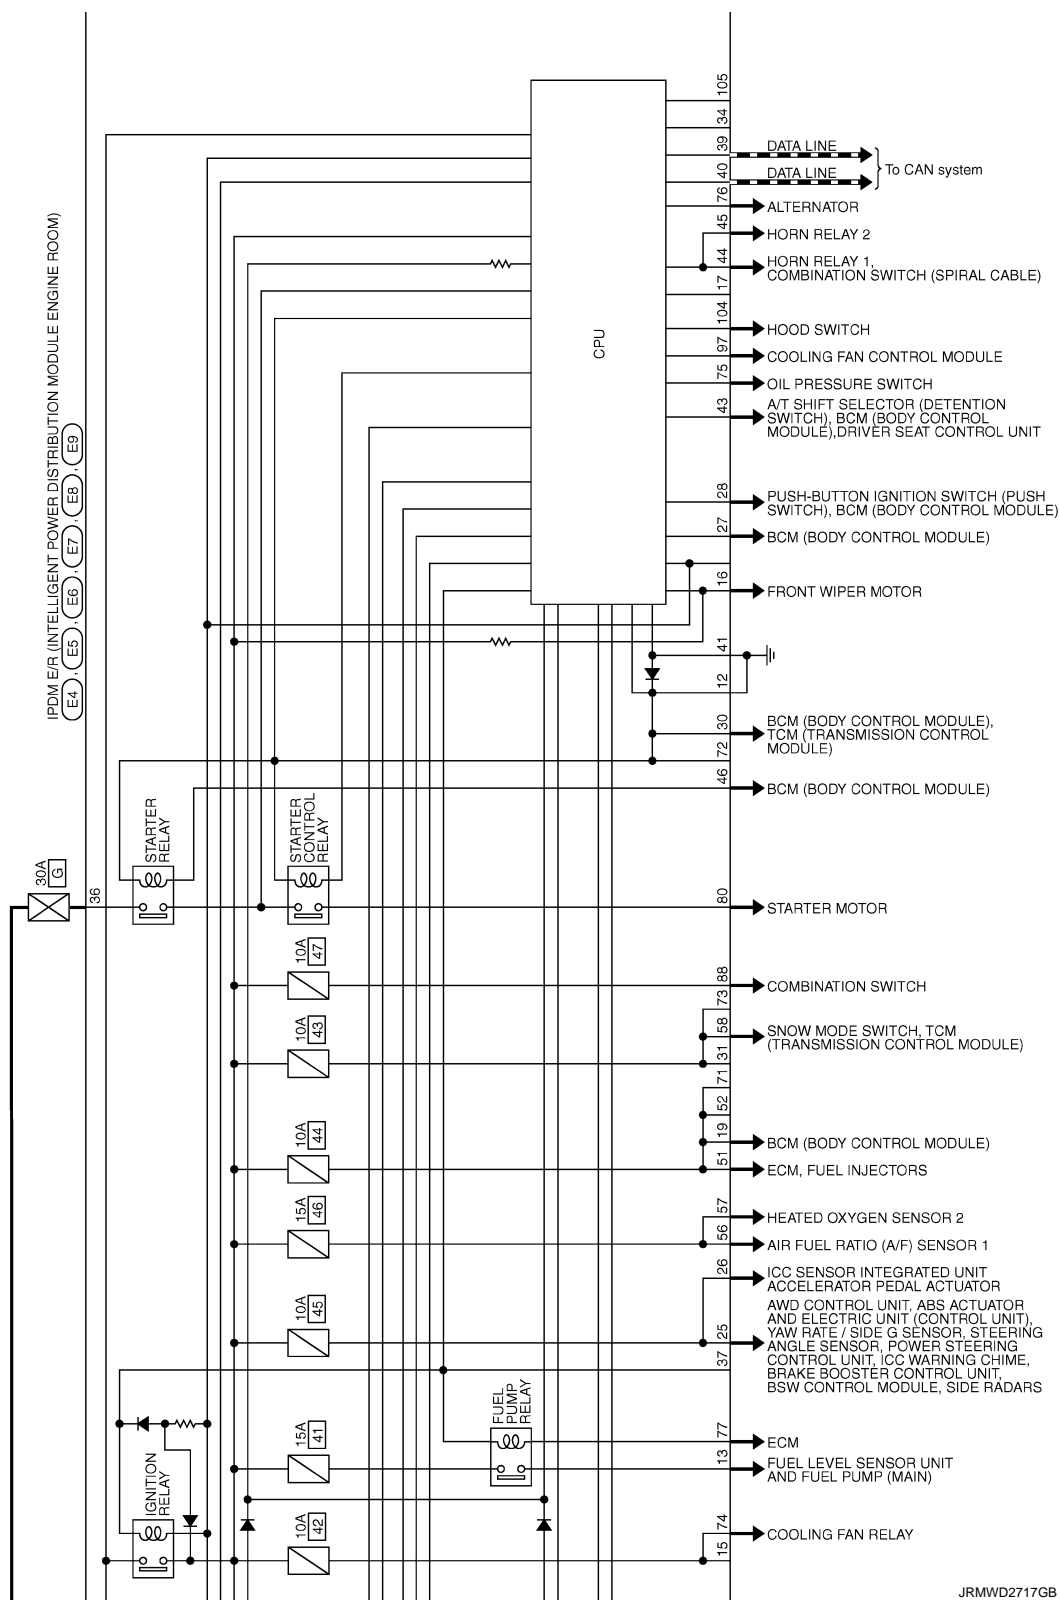 105
34
39
DATA LINE
40
DATA LINE
To CAN system
76
ALTERNATOR
45
HORN RELAY 2
44
HORN RELAY 1,
COMBINATION SWITCH (SPIRAL CABLE)
17
104
HOOD SWITCH
97
COOLING FAN CONTROL MODULE
75
OIL PRESSURE SWITCH
43
A/T SHIFT SELECTOR (DETENTION
SWITCH), BCM (BODY CONTROL
MODULE),DRIVER SEAT CONTROL UNIT
CPU
28
PUSH-BUTTON IGNITION SWITCH (PUSH
SWITCH), BCM (BODY CONTROL MODULE)
27
BCM (BODY CONTROL MODULE)
16
FRONT WIPER MOTOR
IPDM E/R (INTELLIGENT POWER DISTRIBUTION MODULE ENGINE ROOM)
E4 , E5 , E6 , E7 , E8 , E9
41
12
30
BCM (BODY CONTROL MODULE),
TCM (TRANSMISSION CONTROL
MODULE)
72
46
BCM (BODY CONTROL MODULE)
STARTER
RELAY
STARTER
CONTROL
RELAY
30A
G
36
80
STARTER MOTOR
10A
47
88
COMBINATION SWITCH
73
10A
43
58
SNOW MODE SWITCH, TCM
(TRANSMISSION CONTROL MODULE)
31
71
52
10A
44
19
BCM (BODY CONTROL MODULE)
51
ECM, FUEL INJECTORS
15A
46
57
HEATED OXYGEN SENSOR 2
56
AIR FUEL RATIO (A/F) SENSOR 1
26
ICC SENSOR INTEGRATED UNIT
ACCELERATOR PEDAL ACTUATOR
10A
45
25
AWD CONTROL UNIT, ABS ACTUATOR
AND ELECTRIC UNIT (CONTROL UNIT),
YAW RATE / SIDE G SENSOR, STEERING
ANGLE SENSOR, POWER STEERING
CONTROL UNIT, ICC WARNING CHIME,
BRAKE BOOSTER CONTROL UNIT,
BSW CONTROL MODULE, SIDE RADARS
37
FUEL
PUMP
RELAY
15A
41
77
ECM
13
FUEL LEVEL SENSOR UNIT
AND FUEL PUMP (MAIN)
IGNITION
RELAY
10A
42
74
COOLING FAN RELAY
15
JRMWD2717GB